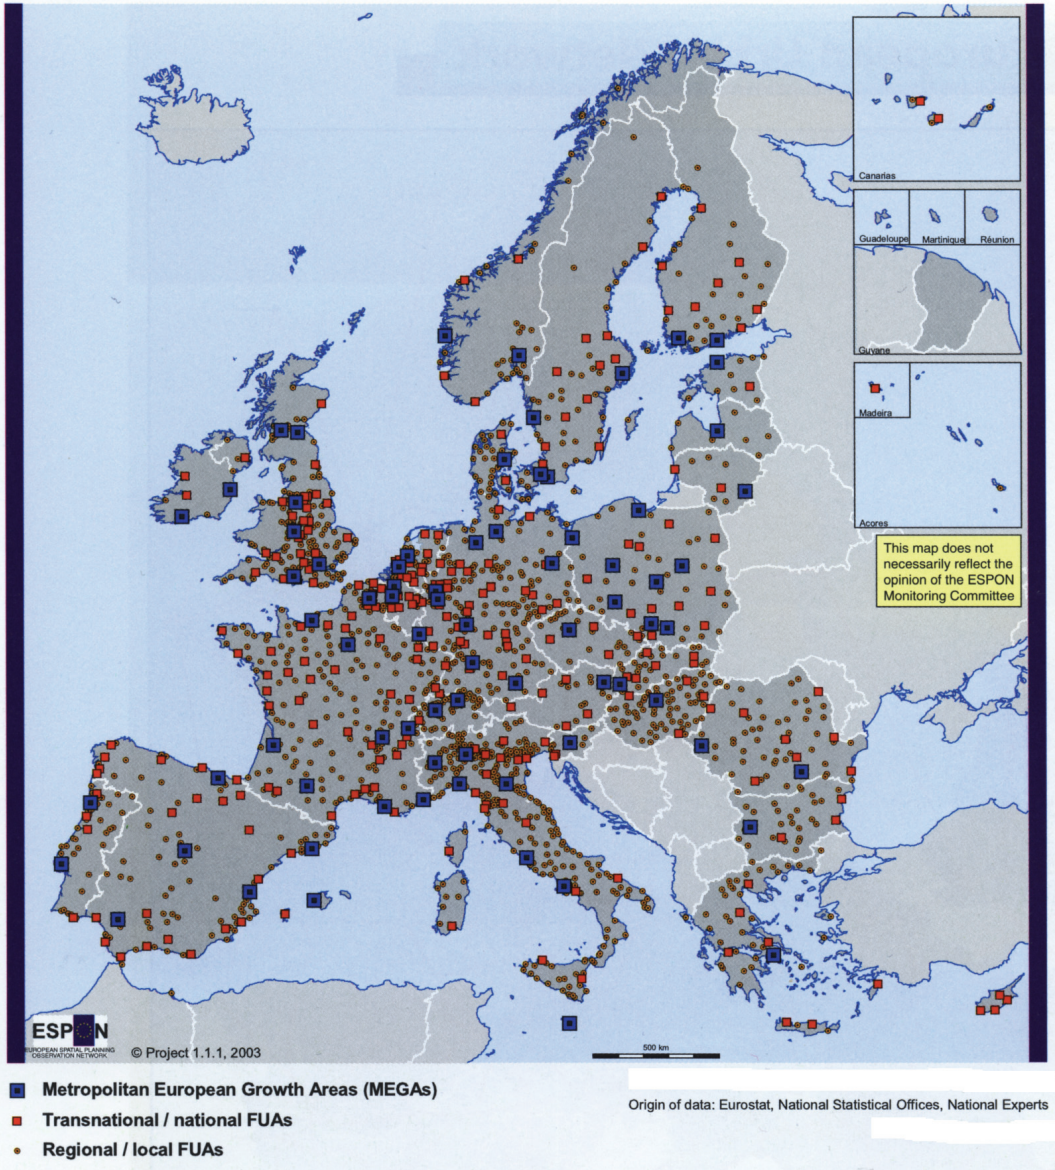 Canarias
Guadeloupe
Martinique
Réunion
Guyane
Madeira
Acores
This map does not
necessarily reflect the
opinion of the ESPON
Monitoring Committee
ESPON
EUROPEAN SPATIAL PLANNING
OBSERVATION NETWORK
© Project 1.1.1, 2003
500 km
Metropolitan European Growth Areas (MEGAs)
Origin of data: Eurostat, National Statistical Offices, National Experts
Transnational / national FUAs
Regional / local FUAs